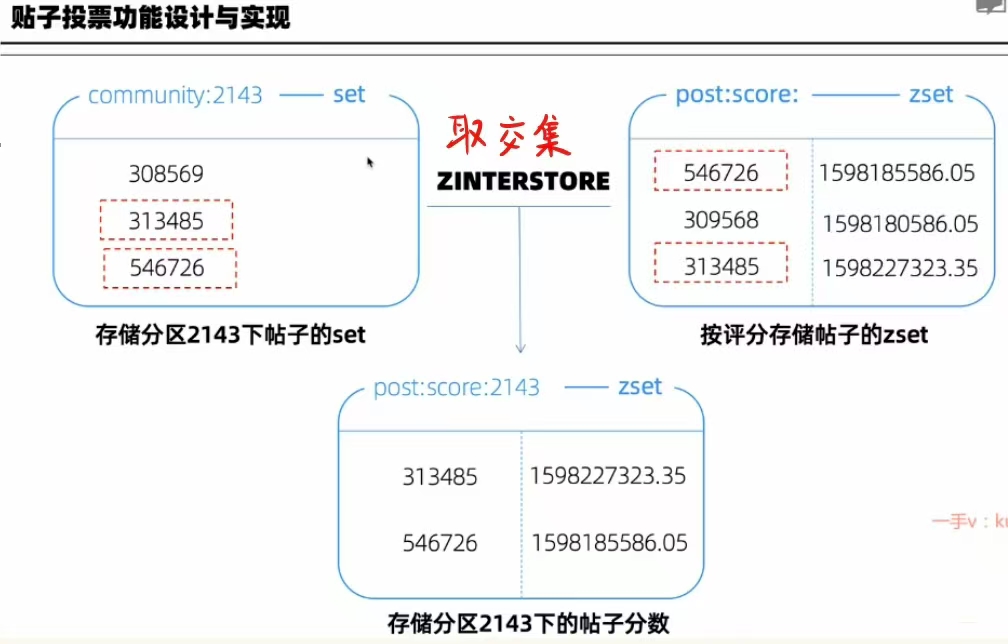 贴子投票功能设计与实现
community:2143 set
308569
313485
546726
存储分区2143下帖子的set
取交集
ZINTERSTORE
post:score: zset
546726 1598185586.05
309568 1598180586.05
313485 1598227323.35
按评分存储帖子的zset
post:score:2143 zset
313485 1598227323.35
546726 1598185586.05
存储分区2143下的帖子分数
一手v：k